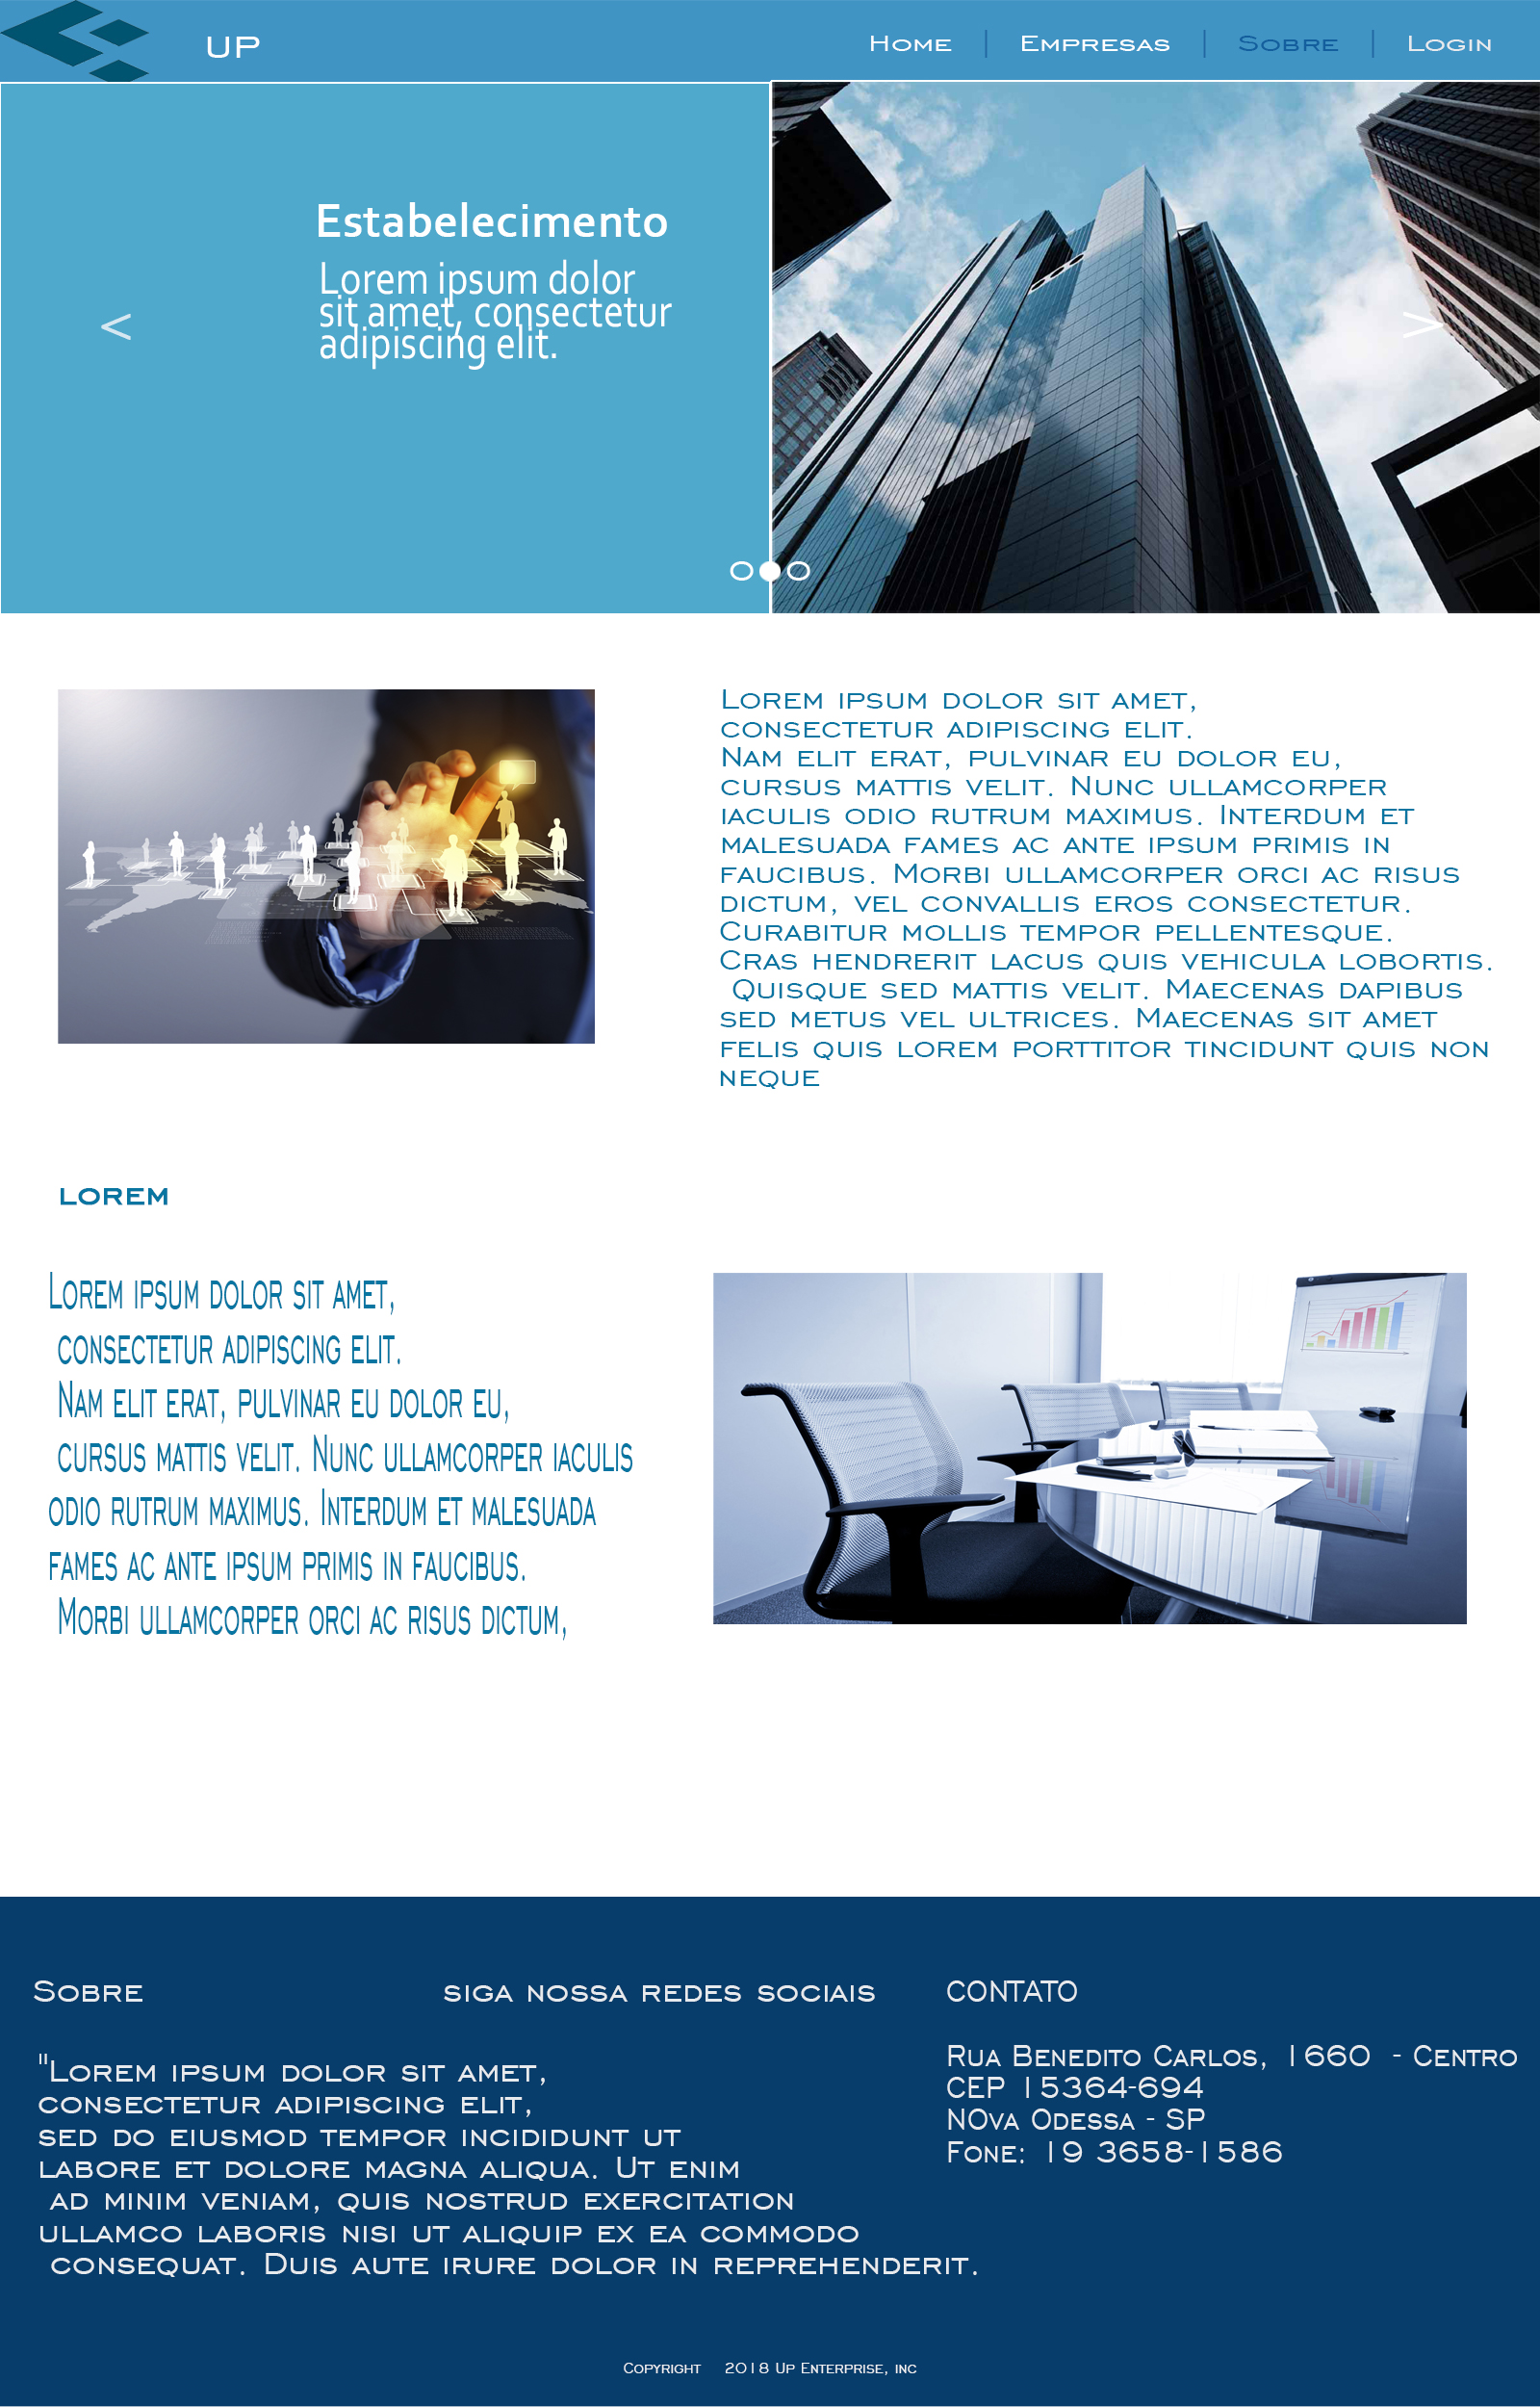 UP
Home | Empresas | Sobre | Login
Estabelecimento
Lorem ipsum dolor
sit amet, consectetur
adipiscing elit.
<
>
Lorem ipsum dolor sit amet,
consectetur adipiscing elit.
Nam elit erat, pulvinar eu dolor eu,
cursus mattis velit. Nunc ullamcorper
iaculis odio rutrum maximus. Interdum et
malesuada fames ac ante ipsum primis in
faucibus. Morbi ullamcorper orci ac risus
dictum, vel convallis eros consectetur.
Curabitur mollis tempor pellentesque.
Cras hendrerit lacus quis vehicula lobortis.
Quisque sed mattis velit. Maecenas dapibus
sed metus vel ultrices. Maecenas sit amet
felis quis lorem porttitor tincidunt quis non
neque
LOREM
Lorem ipsum dolor sit amet,
consectetur adipiscing elit.
Nam elit erat, pulvinar eu dolor eu,
cursus mattis velit. Nunc ullamcorper iaculis
odio rutrum maximus. Interdum et malesuada
fames ac ante ipsum primis in faucibus.
Morbi ullamcorper orci ac risus dictum,
Sobre
"Lorem ipsum dolor sit amet,
consectetur adipiscing elit,
sed do eiusmod tempor incididunt ut
labore et dolore magna aliqua. Ut enim
ad minim veniam, quis nostrud exercitation
ullamco laboris nisi ut aliquip ex ea commodo
consequat. Duis aute irure dolor in reprehenderit.
siga nossa redes sociais
CONTATO
Rua Benedito Carlos, 1660 - Centro
CEP 15364-694
NOva Odessa - SP
Fone: 19 3658-1586
Copyright 2018 Up Enterprise, inc